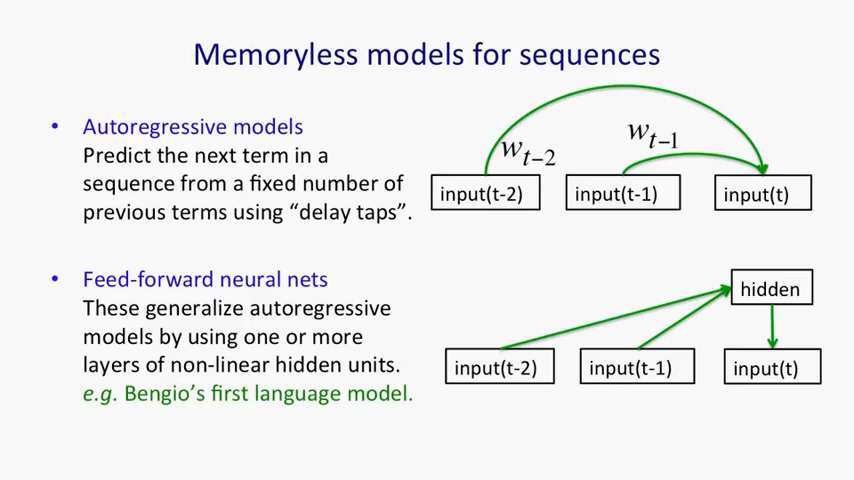 Memoryless models for sequences
• Autoregressive models
Predict the next term in a
sequence from a fixed number of
previous terms using “delay taps”.
w_{t−2}
w_{t−1}
input(t-2)
input(t-1)
input(t)
• Feed-forward neural nets
These generalize autoregressive
models by using one or more
layers of non-linear hidden units.
e.g. Bengio’s first language model.
hidden
input(t-2)
input(t-1)
input(t)